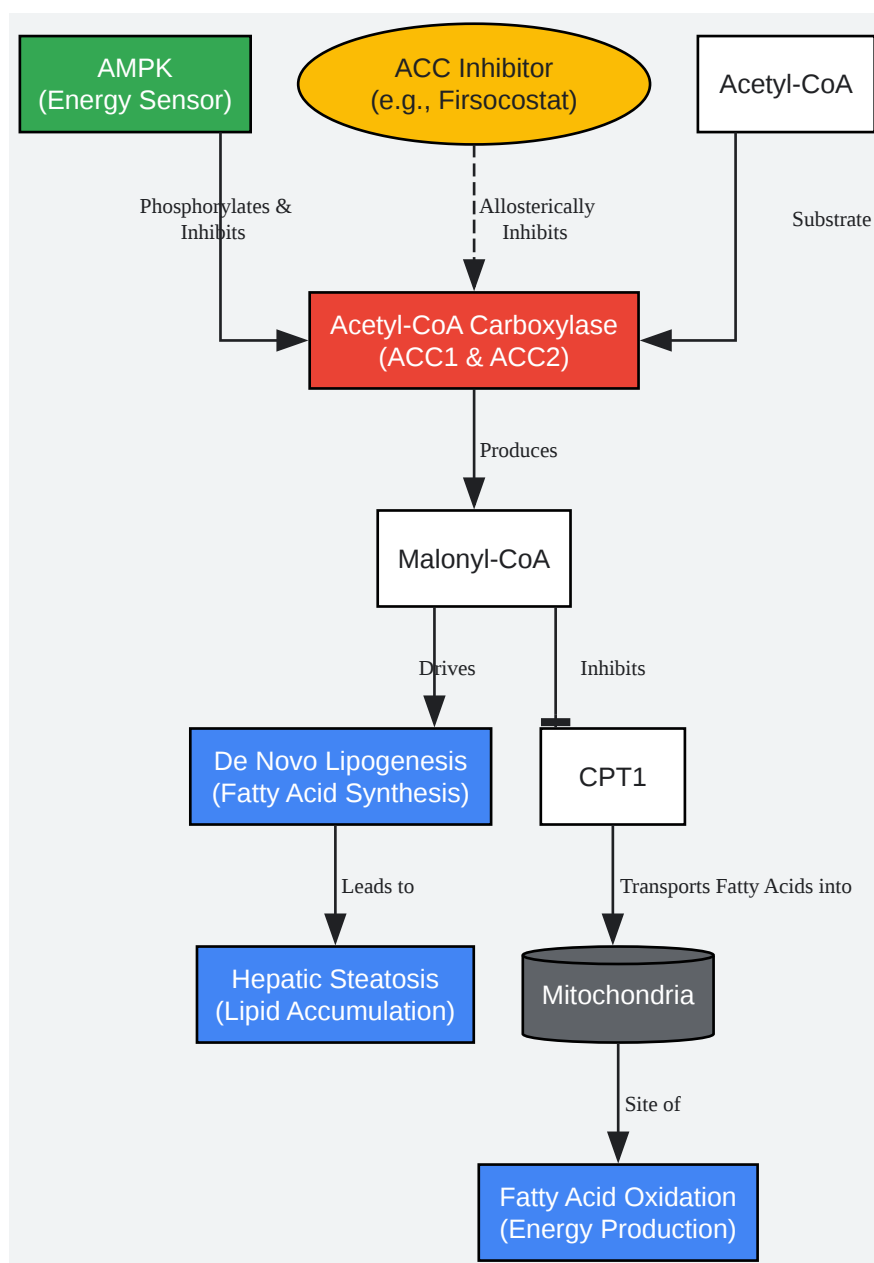 AMPK
(Energy Sensor)
ACC Inhibitor
(e.g., Firsocostat)
Acetyl-CoA
Phosphorylates &
Inhibits
Allosterically
Inhibits
Substrate
Acetyl-CoA Carboxylase
(ACC1 & ACC2)
Produces
Malonyl-CoA
Drives
Inhibits
De Novo Lipogenesis
(Fatty Acid Synthesis)
CPT1
Leads to
Transports Fatty Acids into
Hepatic Steatosis
(Lipid Accumulation)
Mitochondria
Site of
Fatty Acid Oxidation
(Energy Production)